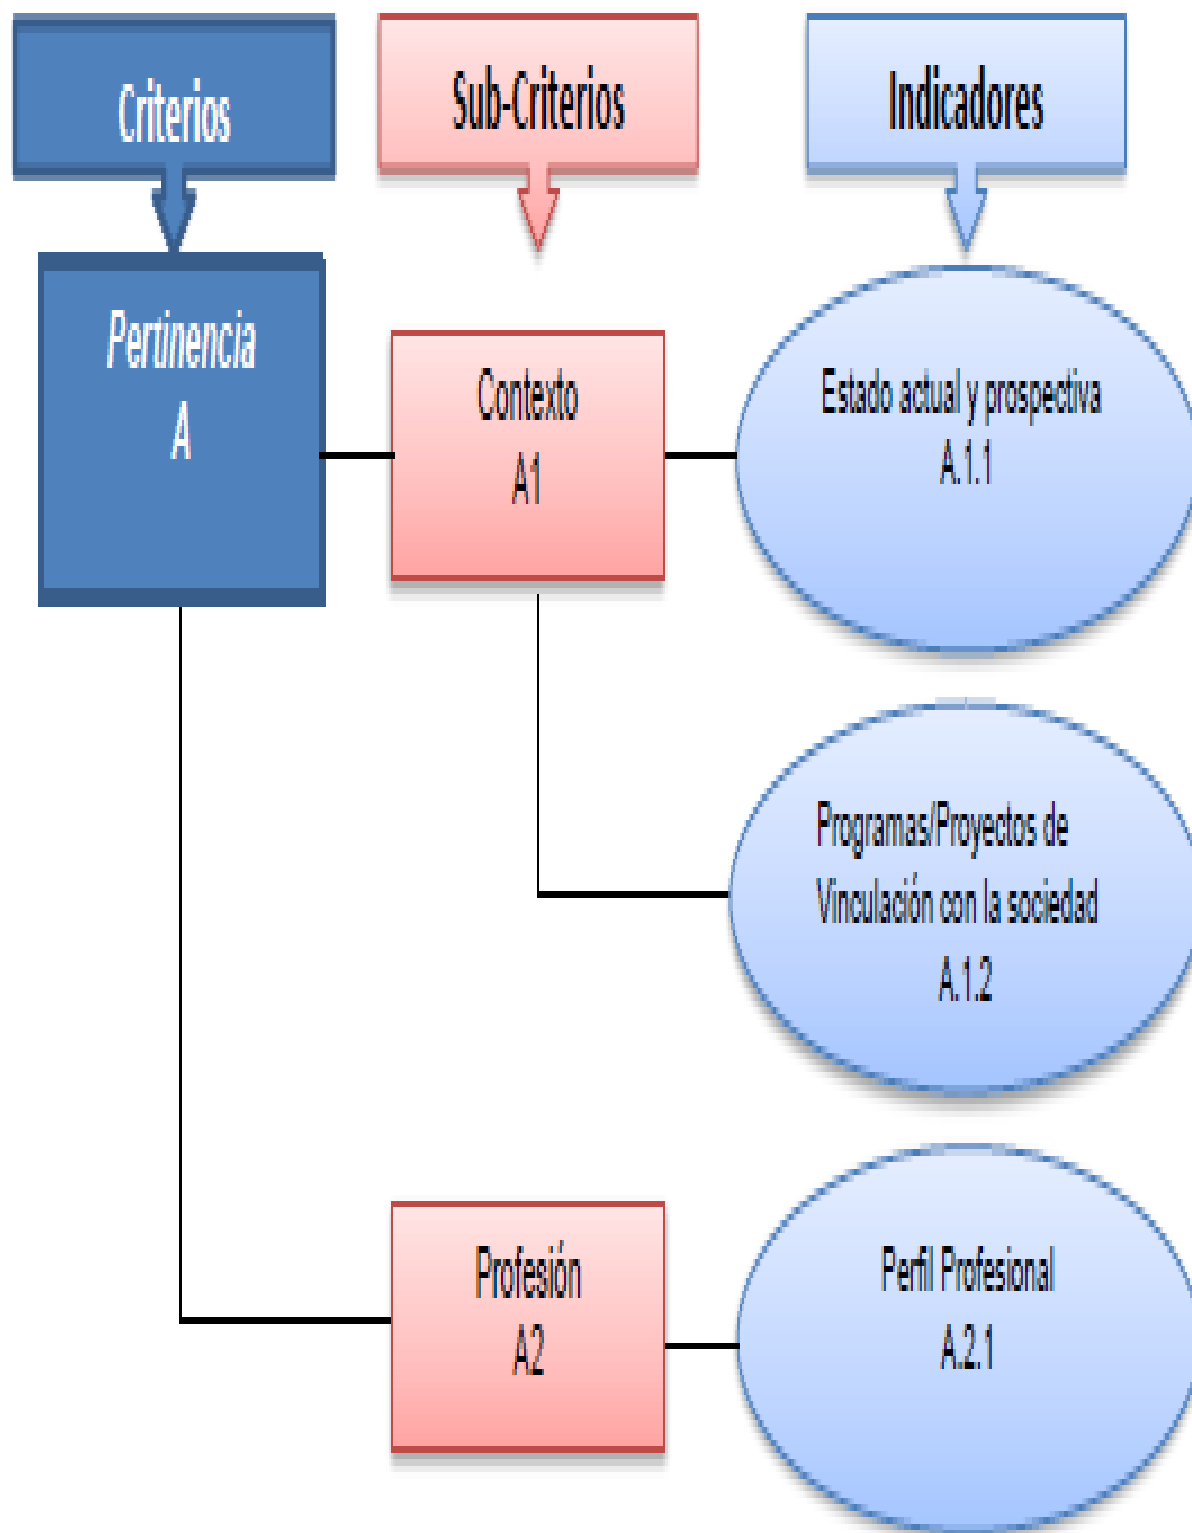 Criterios
Sub-Criterios
Indicadores
Pertinencia
A
Contexto
A1
Estado actual y prospectiva
A.1.1
Programas/Proyectos de
Vinculación con la sociedad
A.1.2
Profesión
A2
Perfil Profesional
A.2.1